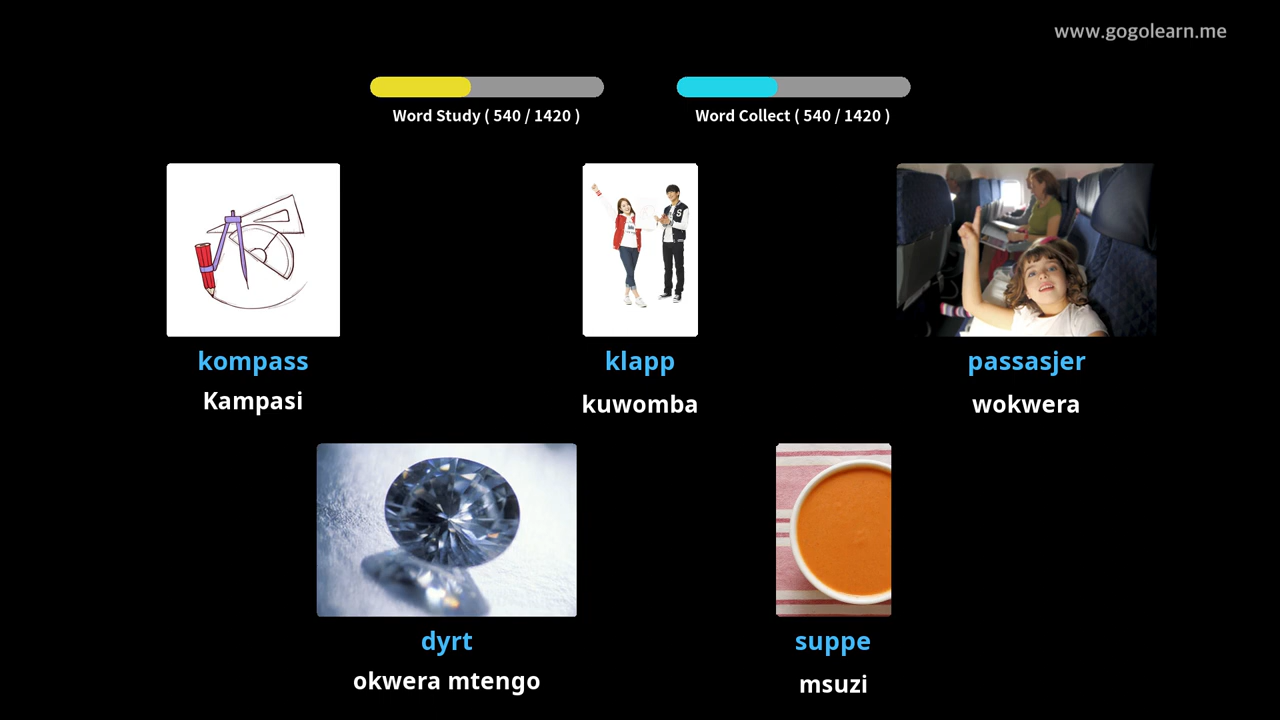 www.gogolearn.me
Word Study ( 540 / 1420 )
Word Collect ( 540 / 1420 )
kompass
Kampasi
klapp
kuwomba
passasjer
wokwera
dyrt
okwera mtengo
suppe
msuzi